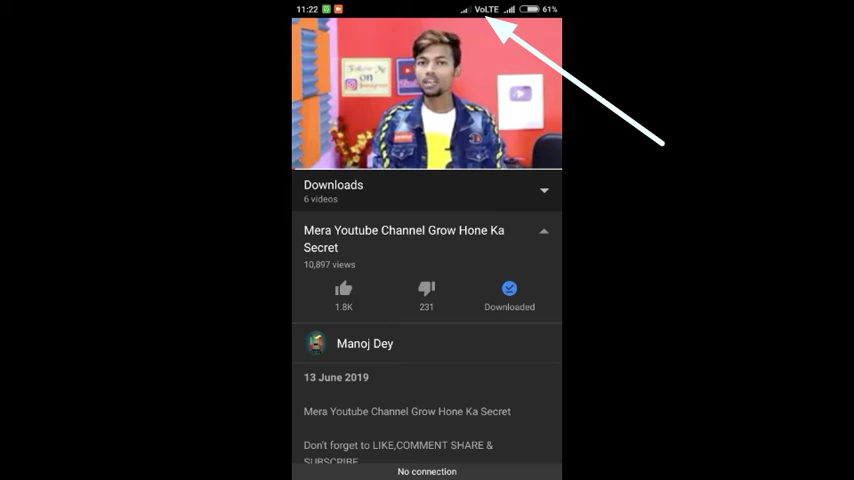 11:22 VoLTE 61%
Follow Me
on
Instagram
Downloads
6 videos
Mera Youtube Channel Grow Hone Ka
Secret
10,897 views
1.8K 231 Downloaded
Manoj Dey
13 June 2019
Mera Youtube Channel Grow Hone Ka Secret
Don't forget to LIKE,COMMENT SHARE &
SUBSCRIBE
No connection